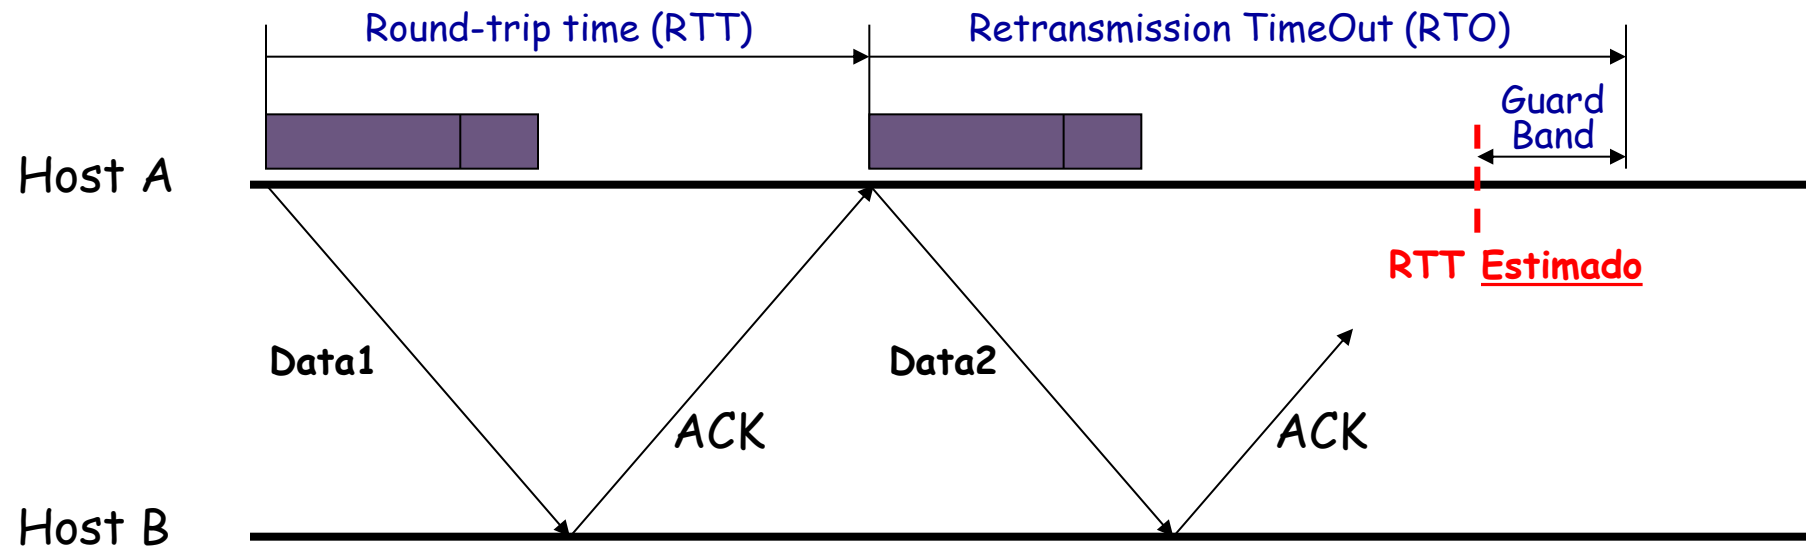 Round-trip time (RTT)
Retransmission TimeOut (RTO)
Guard
Band
Host A
RTT Estimado
Data1
Data2
ACK
ACK
Host B